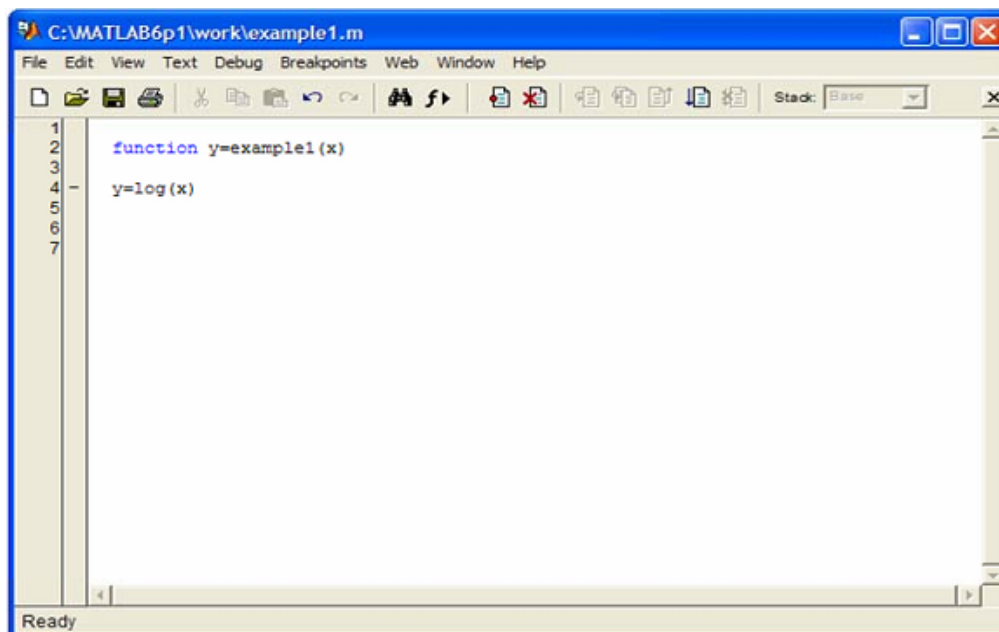 C:\MATLAB6p1\work\example1.m
File Edit View Text Debug Breakpoints Web Window Help
Stack: Base
1
2 function y=example1(x)
3
4 - y=log(x)
5
6
7
Ready